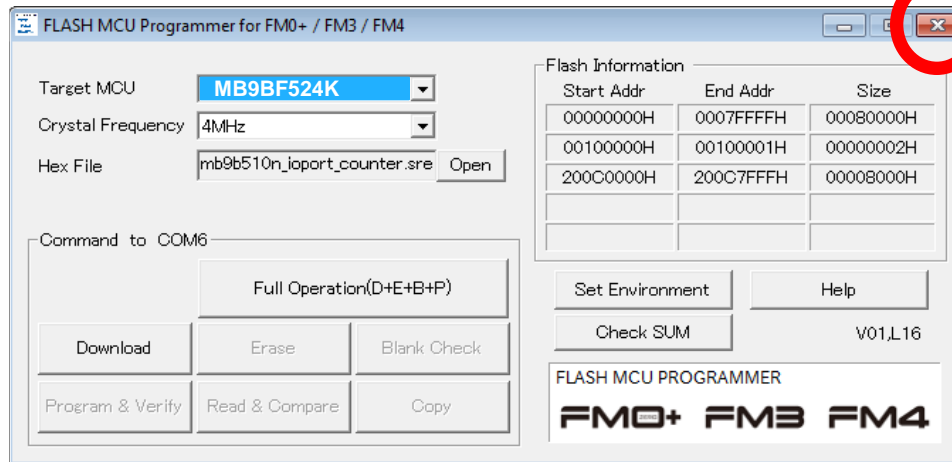 FLASH MCU Programmer for FM0+ / FM3 / FM4
Target MCU MB9BF524K
Crystal Frequency 4MHz
Hex File mb9b510n_ioport_counter.sre Open
Flash Information
Start Addr End Addr Size
00000000H 0007FFFFH 00080000H
00100000H 00100001H 00000002H
200C0000H 200C7FFFH 00008000H
Command to COM6
Full Operation(D+E+B+P)
Download Erase Blank Check
Program & Verify Read & Compare Copy
Set Environment Help
Check SUM V01,L16
FLASH MCU PROGRAMMER
FM0+ FM3 FM4